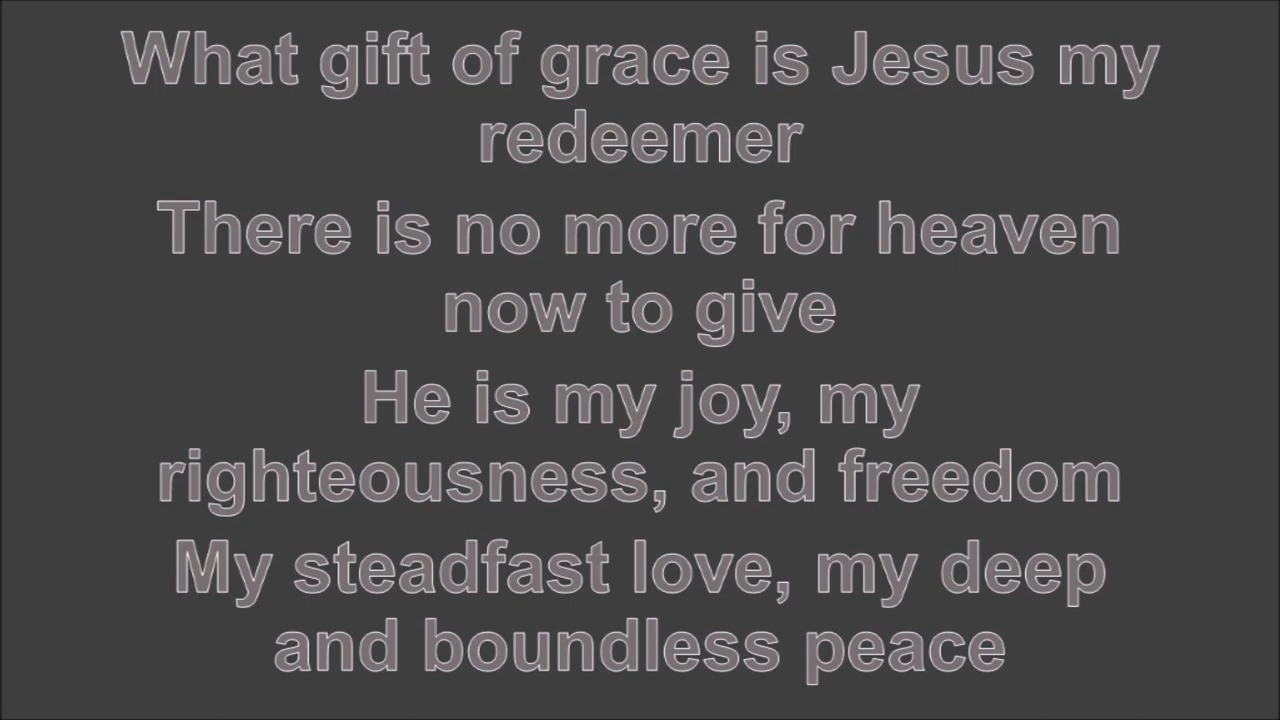 What gift of grace is Jesus my
redeemer
There is no more for heaven
now to give
He is my joy, my
righteousness, and freedom
My steadfast love, my deep
and boundless peace